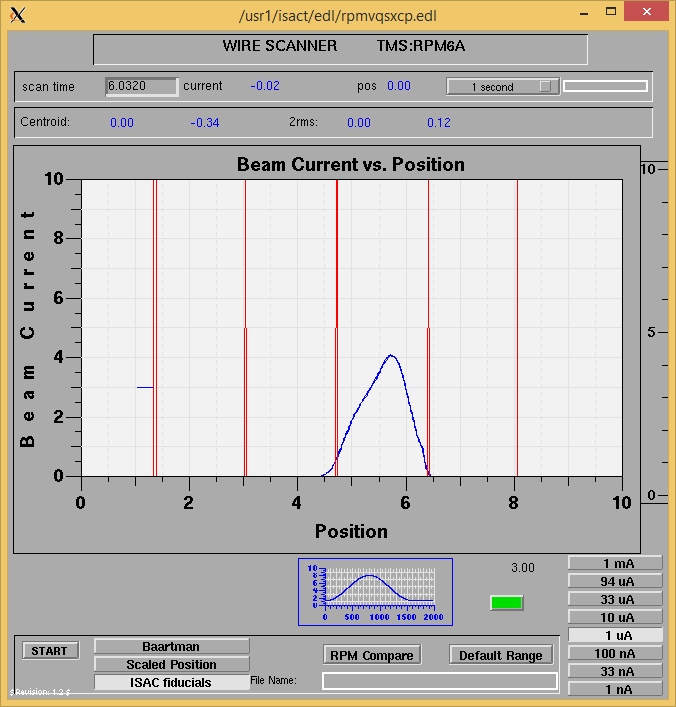 /usr1/isact/edl/rpmvqsxcp.edl
WIRE SCANNER TMS:RPM6A
scan time 6.0320 current -0.02 pos 0.00 1 second
Centroid: 0.00 -0.34 2rms: 0.00 0.12
Beam Current vs. Position
10
8
6
4
2
0
Beam Current
0 2 4 6 8 10
Position
10
5
0
10
8
6
4
2
0
0 500 1000 1500 2000
3.00
1 mA
94 uA
33 uA
10 uA
1 uA
100 nA
33 nA
1 nA
START
Baartman
Scaled Position
ISAC fiducials
RPM Compare
Default Range
File Name:
$Revision: 1.2 $